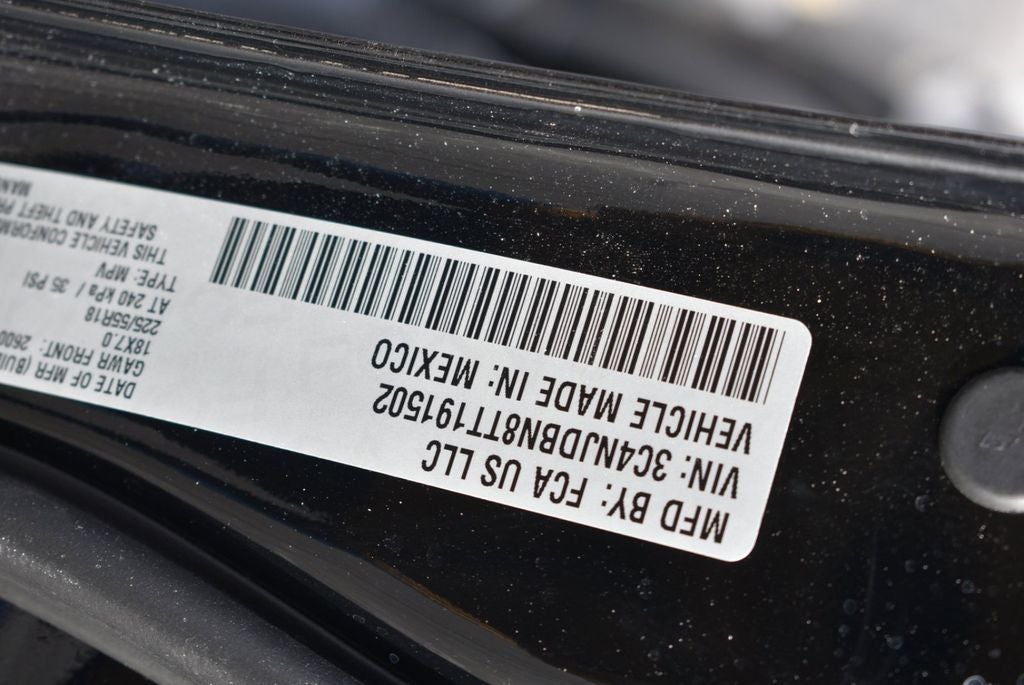 MFD BY: FCA US LLC
VIN: 3C4NJDBN8TT191502
VEHICLE MADE IN: MEXICO
DATE OF MFR
GAWR FRONT: 2600
18X7.0
225/55R18
AT 240 kPa / 35 PSI
TYPE: MPV
THIS VEHICLE
SAFETY AND THEFT